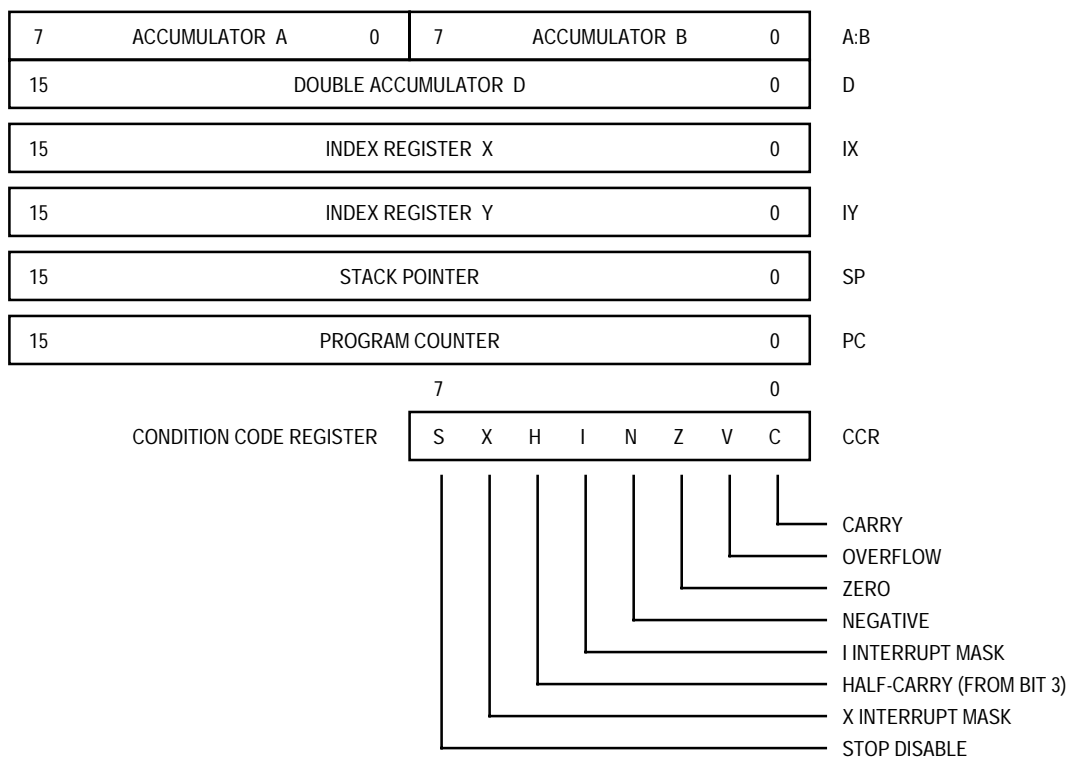 7 ACCUMULATOR A 0 7 ACCUMULATOR B 0 A:B
15 DOUBLE ACCUMULATOR D 0 D
15 INDEX REGISTER X 0 IX
15 INDEX REGISTER Y 0 IY
15 STACK POINTER 0 SP
15 PROGRAM COUNTER 0 PC
7 0
CONDITION CODE REGISTER S X H I N Z V C CCR
CARRY
OVERFLOW
ZERO
NEGATIVE
I INTERRUPT MASK
HALF-CARRY (FROM BIT 3)
X INTERRUPT MASK
STOP DISABLE